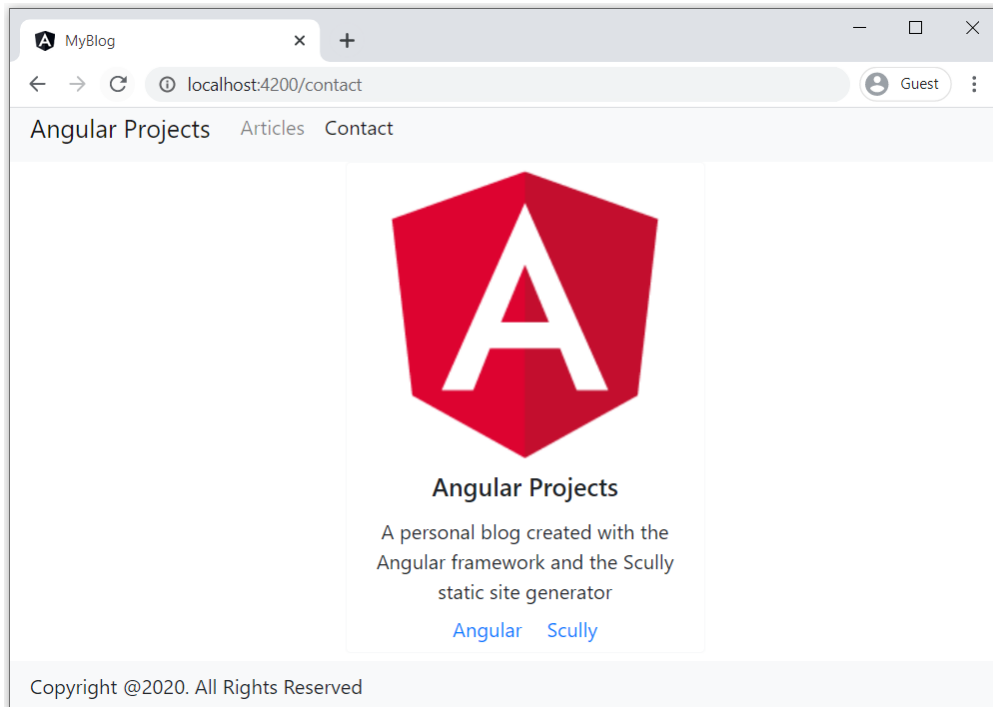 MyBlog
localhost:4200/contact
Guest
Angular Projects Articles Contact
A
Angular Projects
A personal blog created with the
Angular framework and the Scully
static site generator
Angular Scully
Copyright @2020. All Rights Reserved